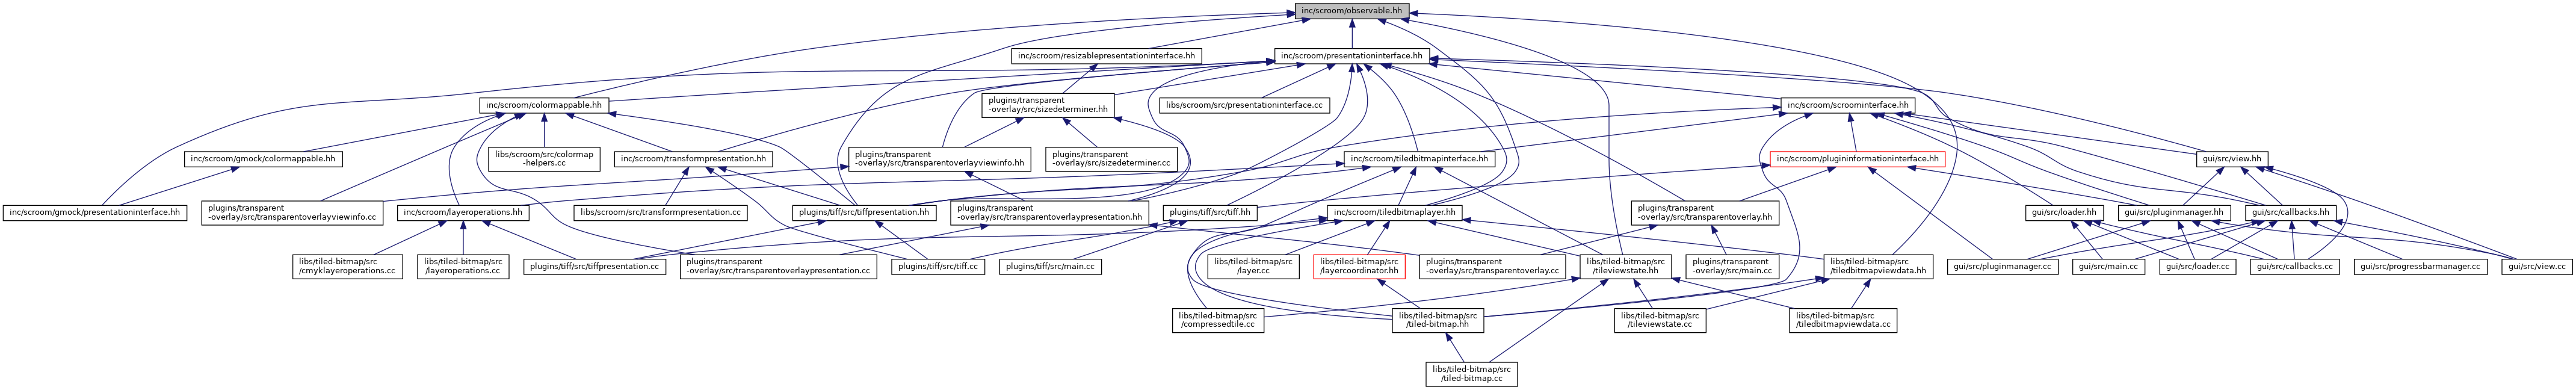 inc/scroom/observable.hh
inc/scroom/resizablepresentationinterface.hh
inc/scroom/presentationinterface.hh
inc/scroom/colormappable.hh
plugins/transparent
-overlay/src/sizedeterminer.hh
libs/scroom/src/presentationinterface.cc
inc/scroom/scroominterface.hh
inc/scroom/gmock/colormappable.hh
libs/scroom/src/colormap
-helpers.cc
inc/scroom/transformpresentation.hh
plugins/transparent
-overlay/src/transparentoverlayviewinfo.hh
plugins/transparent
-overlay/src/sizedeterminer.cc
inc/scroom/tiledbitmapinterface.hh
inc/scroom/plugininformationinterface.hh
gui/src/view.hh
inc/scroom/gmock/presentationinterface.hh
plugins/transparent
-overlay/src/transparentoverlayviewinfo.cc
inc/scroom/layeroperations.hh
libs/scroom/src/transformpresentation.cc
plugins/tiff/src/tiffpresentation.hh
plugins/transparent
-overlay/src/transparentoverlaypresentation.hh
plugins/tiff/src/tiff.hh
inc/scroom/tiledbitmaplayer.hh
plugins/transparent
-overlay/src/transparentoverlay.hh
gui/src/loader.hh
gui/src/pluginmanager.hh
gui/src/callbacks.hh
libs/tiled-bitmap/src
/cmyklayeroperations.cc
libs/tiled-bitmap/src
/layeroperations.cc
plugins/tiff/src/tiffpresentation.cc
plugins/transparent
-overlay/src/transparentoverlaypresentation.cc
plugins/tiff/src/tiff.cc
plugins/tiff/src/main.cc
libs/tiled-bitmap/src
/layer.cc
libs/tiled-bitmap/src
/layercoordinator.hh
plugins/transparent
-overlay/src/transparentoverlay.cc
libs/tiled-bitmap/src
/tileviewstate.hh
plugins/transparent
-overlay/src/main.cc
libs/tiled-bitmap/src
/tiledbitmapviewdata.hh
gui/src/pluginmanager.cc
gui/src/main.cc
gui/src/loader.cc
gui/src/callbacks.cc
gui/src/progressbarmanager.cc
gui/src/view.cc
libs/tiled-bitmap/src
/compressedtile.cc
libs/tiled-bitmap/src
/tiled-bitmap.hh
libs/tiled-bitmap/src
/tileviewstate.cc
libs/tiled-bitmap/src
/tiledbitmapviewdata.cc
libs/tiled-bitmap/src
/tiled-bitmap.cc